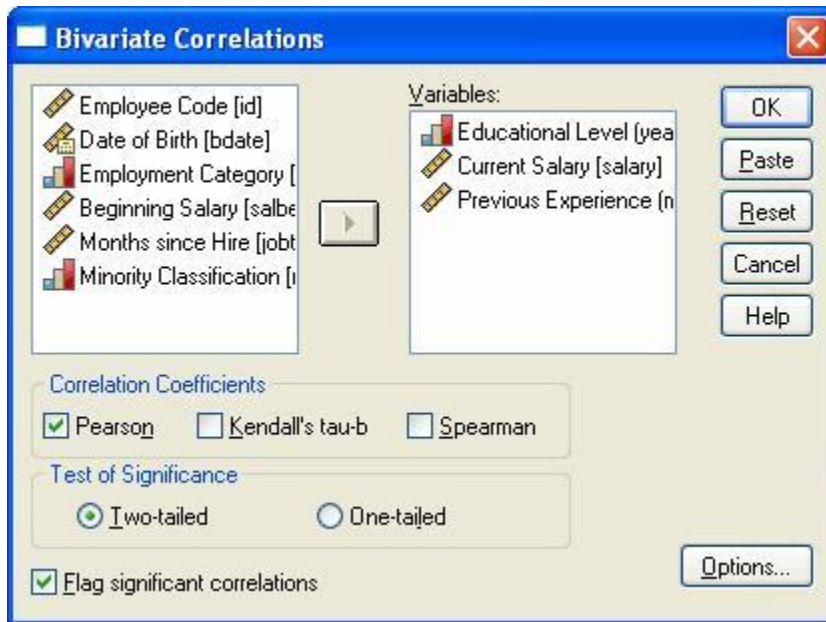 Bivariate Correlations
Employee Code [id]
Date of Birth [bdate]
Employment Category [
Beginning Salary [salbe
Months since Hire [jobt
Minority Classification [
Variables:
Educational Level (yea
Current Salary [salary]
Previous Experience (n
OK
Paste
Reset
Cancel
Help
Correlation Coefficients
Pearson Kendall's tau-b Spearman
Test of Significance
Two-tailed One-tailed
Flag significant correlations
Options...